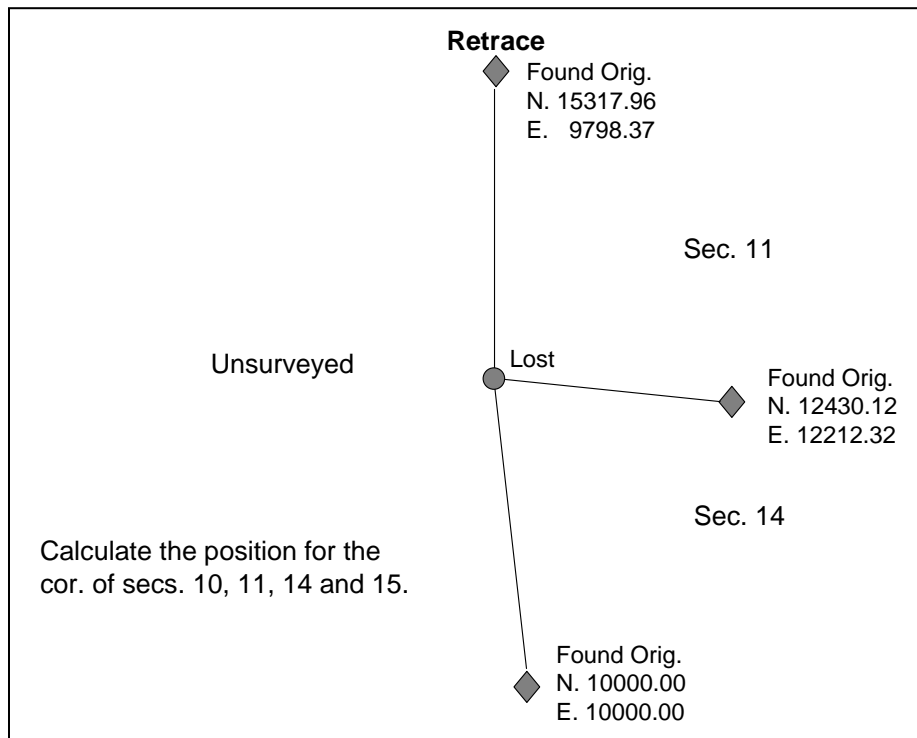 Retrace
Found Orig.
N. 15317.96
E. 9798.37
Sec. 11
Unsurveyed
Lost
Found Orig.
N. 12430.12
E. 12212.32
Sec. 14
Calculate the position for the
cor. of secs. 10, 11, 14 and 15.
Found Orig.
N. 10000.00
E. 10000.00